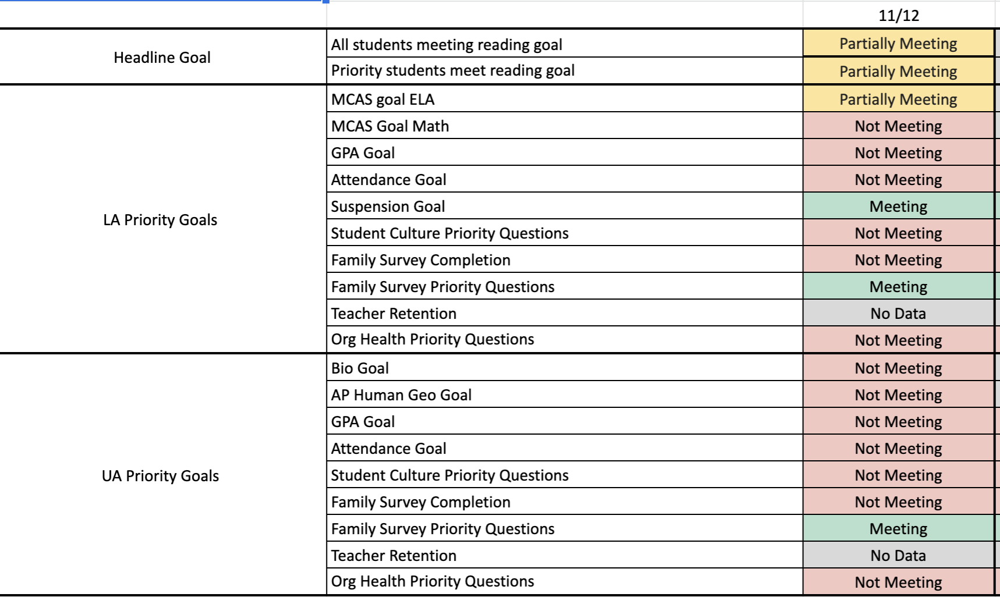 11/12
Headline Goal
All students meeting reading goal Partially Meeting
Priority students meet reading goal Partially Meeting
LA Priority Goals
MCAS goal ELA Partially Meeting
MCAS Goal Math Not Meeting
GPA Goal Not Meeting
Attendance Goal Not Meeting
Suspension Goal Meeting
Student Culture Priority Questions Not Meeting
Family Survey Completion Not Meeting
Family Survey Priority Questions Meeting
Teacher Retention No Data
Org Health Priority Questions Not Meeting
UA Priority Goals
Bio Goal Not Meeting
AP Human Geo Goal Not Meeting
GPA Goal Not Meeting
Attendance Goal Not Meeting
Student Culture Priority Questions Not Meeting
Family Survey Completion Not Meeting
Family Survey Priority Questions Meeting
Teacher Retention No Data
Org Health Priority Questions Not Meeting